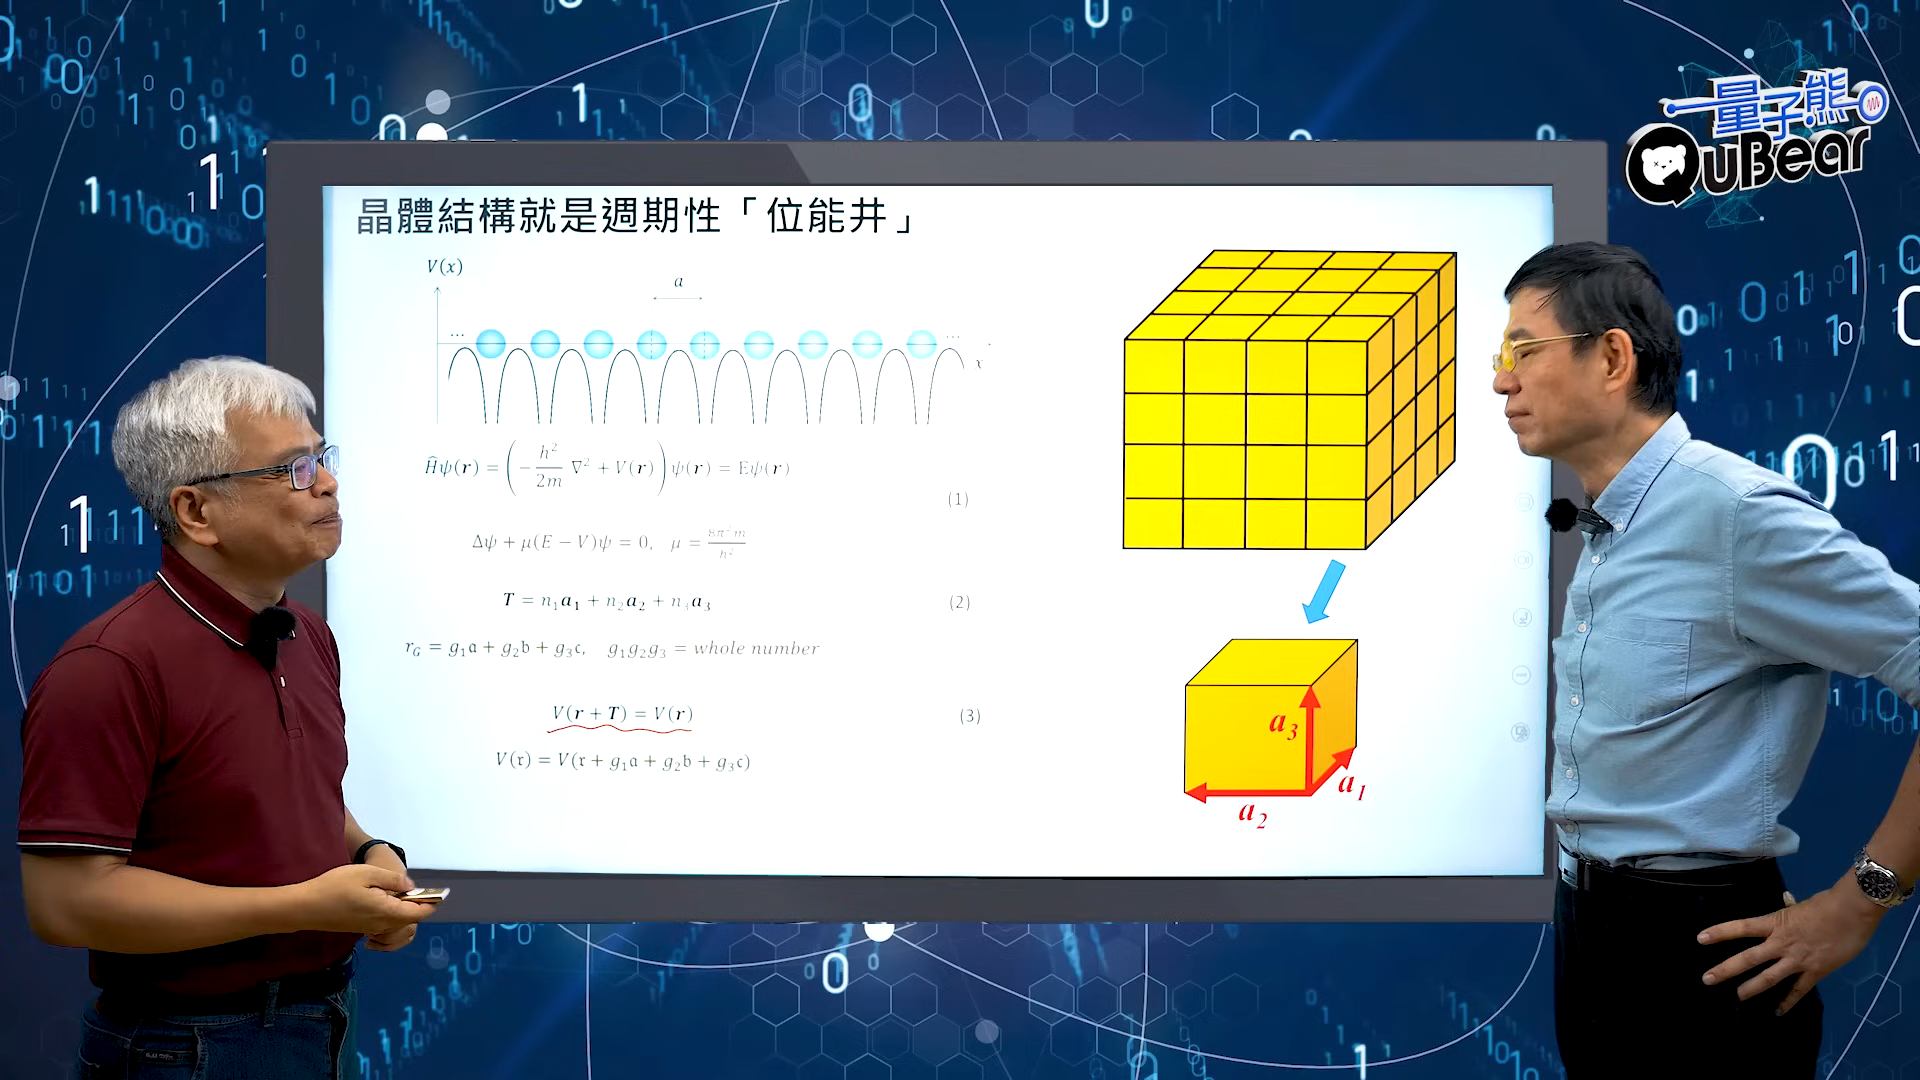 量子熊
QuBear
晶體結構就是週期性「位能井」
V(x)
a
... ...
x
Ĥψ(r) = (−h²/2m ∇² + V(r)) ψ(r) = Eψ(r)
(1)
Δψ + μ(E − V)ψ = 0, μ = 8π²m/h²
T = n₁a₁ + n₂a₂ + n₃a₃ (2)
r_G = g₁𝔞 + g₂𝔟 + g₃𝔠, g₁g₂g₃ = whole number
V(r + T) = V(r) (3)
V(𝔯) = V(𝔯 + g₁𝔞 + g₂𝔟 + g₃𝔠)
a₃
a₁
a₂